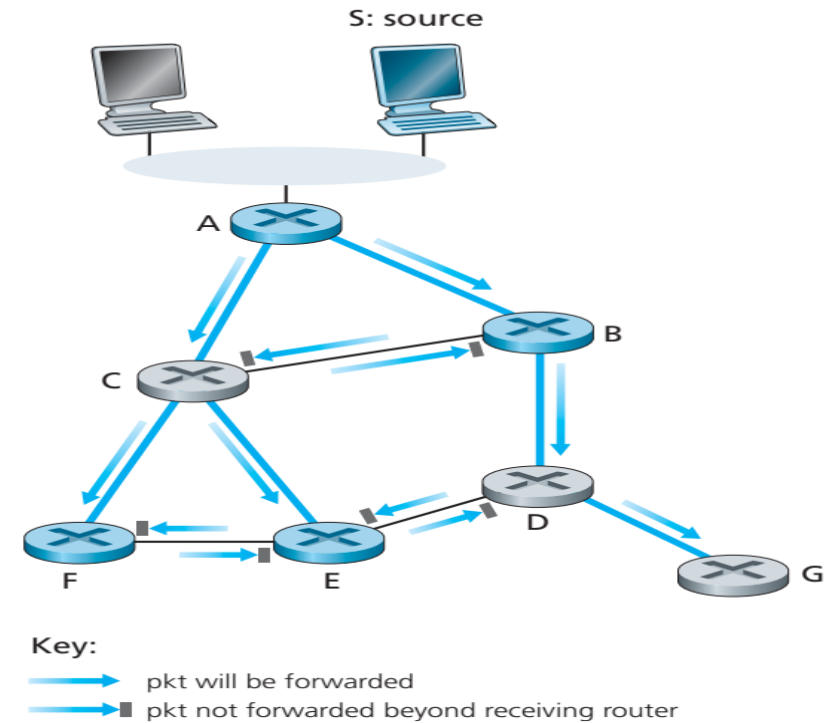 S: source
A
B
C
D
F
E
G
Key:
pkt will be forwarded
pkt not forwarded beyond receiving router